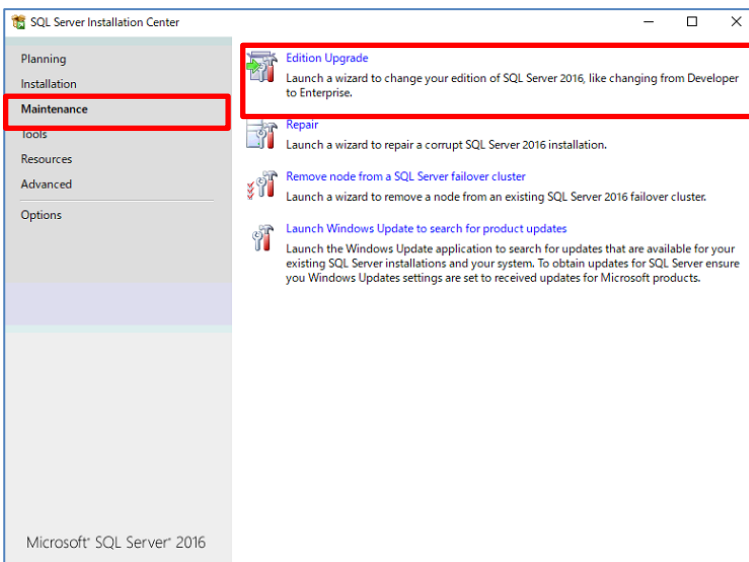 SQL Server Installation Center
Planning
Installation
Maintenance
Tools
Resources
Advanced
Options
Edition Upgrade
Launch a wizard to change your edition of SQL Server 2016, like changing from Developer
to Enterprise.
Repair
Launch a wizard to repair a corrupt SQL Server 2016 installation.
Remove node from a SQL Server failover cluster
Launch a wizard to remove a node from an existing SQL Server 2016 failover cluster.
Launch Windows Update to search for product updates
Launch the Windows Update application to search for updates that are available for your
existing SQL Server installations and your system. To obtain updates for SQL Server ensure
you Windows Updates settings are set to received updates for Microsoft products.
Microsoft® SQL Server® 2016